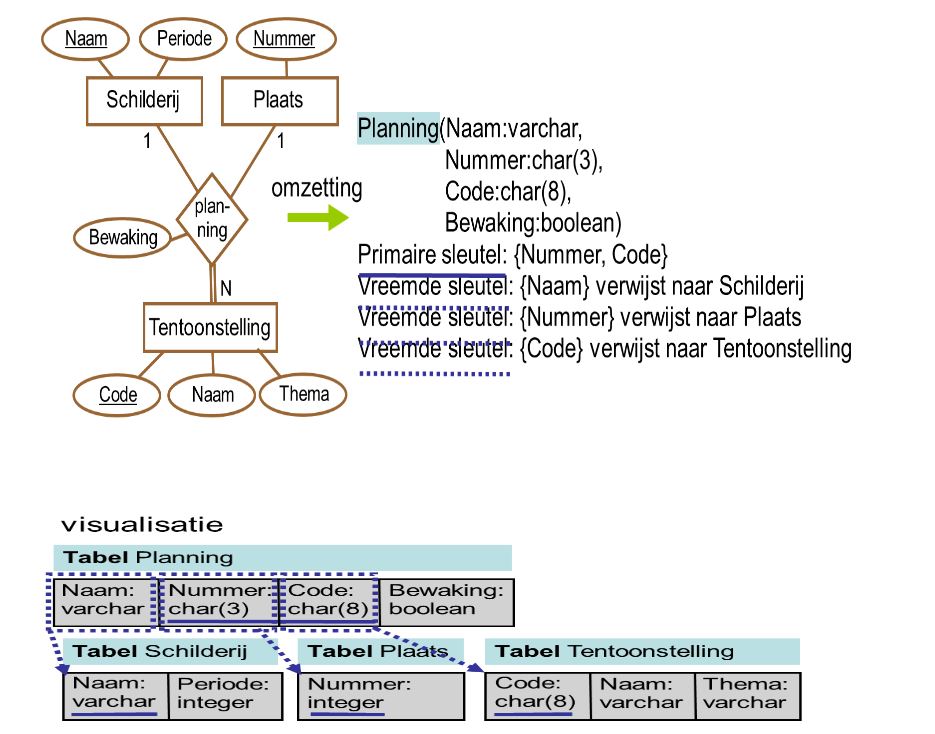 Naam
Periode
Nummer
Schilderij
Plaats
1
1
plan-
ning
Bewaking
N
Tentoonstelling
Code
Naam
Thema
omzetting
Planning(Naam:varchar,
Nummer:char(3),
Code:char(8),
Bewaking:boolean)
Primaire sleutel: {Nummer, Code}
Vreemde sleutel: {Naam} verwijst naar Schilderij
Vreemde sleutel: {Nummer} verwijst naar Plaats
Vreemde sleutel: {Code} verwijst naar Tentoonstelling
visualisatie
Tabel Planning
Naam:
varchar
Nummer:
char(3)
Code:
char(8)
Bewaking:
boolean
Tabel Schilderij
Tabel Plaats
Tabel Tentoonstelling
Naam:
varchar
Periode:
integer
Nummer:
integer
Code:
char(8)
Naam:
varchar
Thema:
varchar